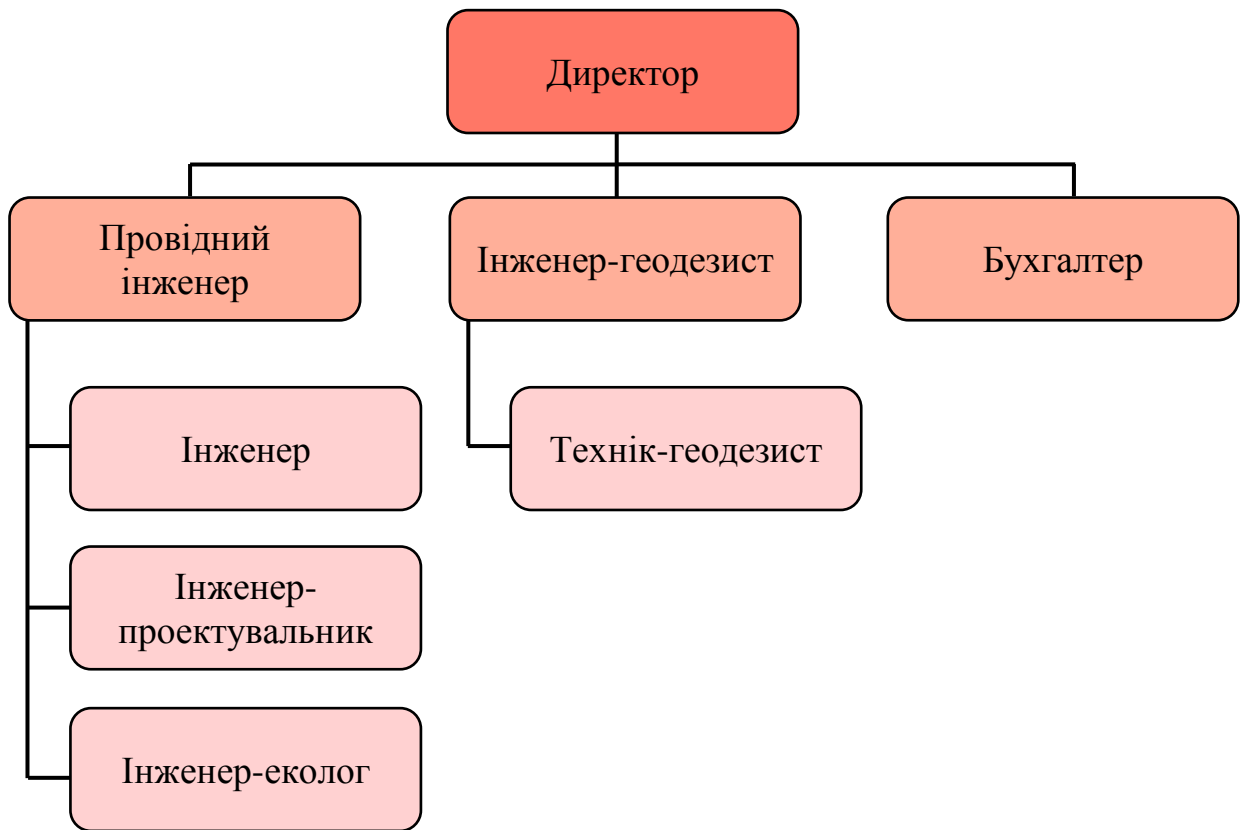 Директор
Провідний
інженер
Інженер-геодезист
Бухгалтер
Інженер
Технік-геодезист
Інженер-
проектувальник
Інженер-еколог